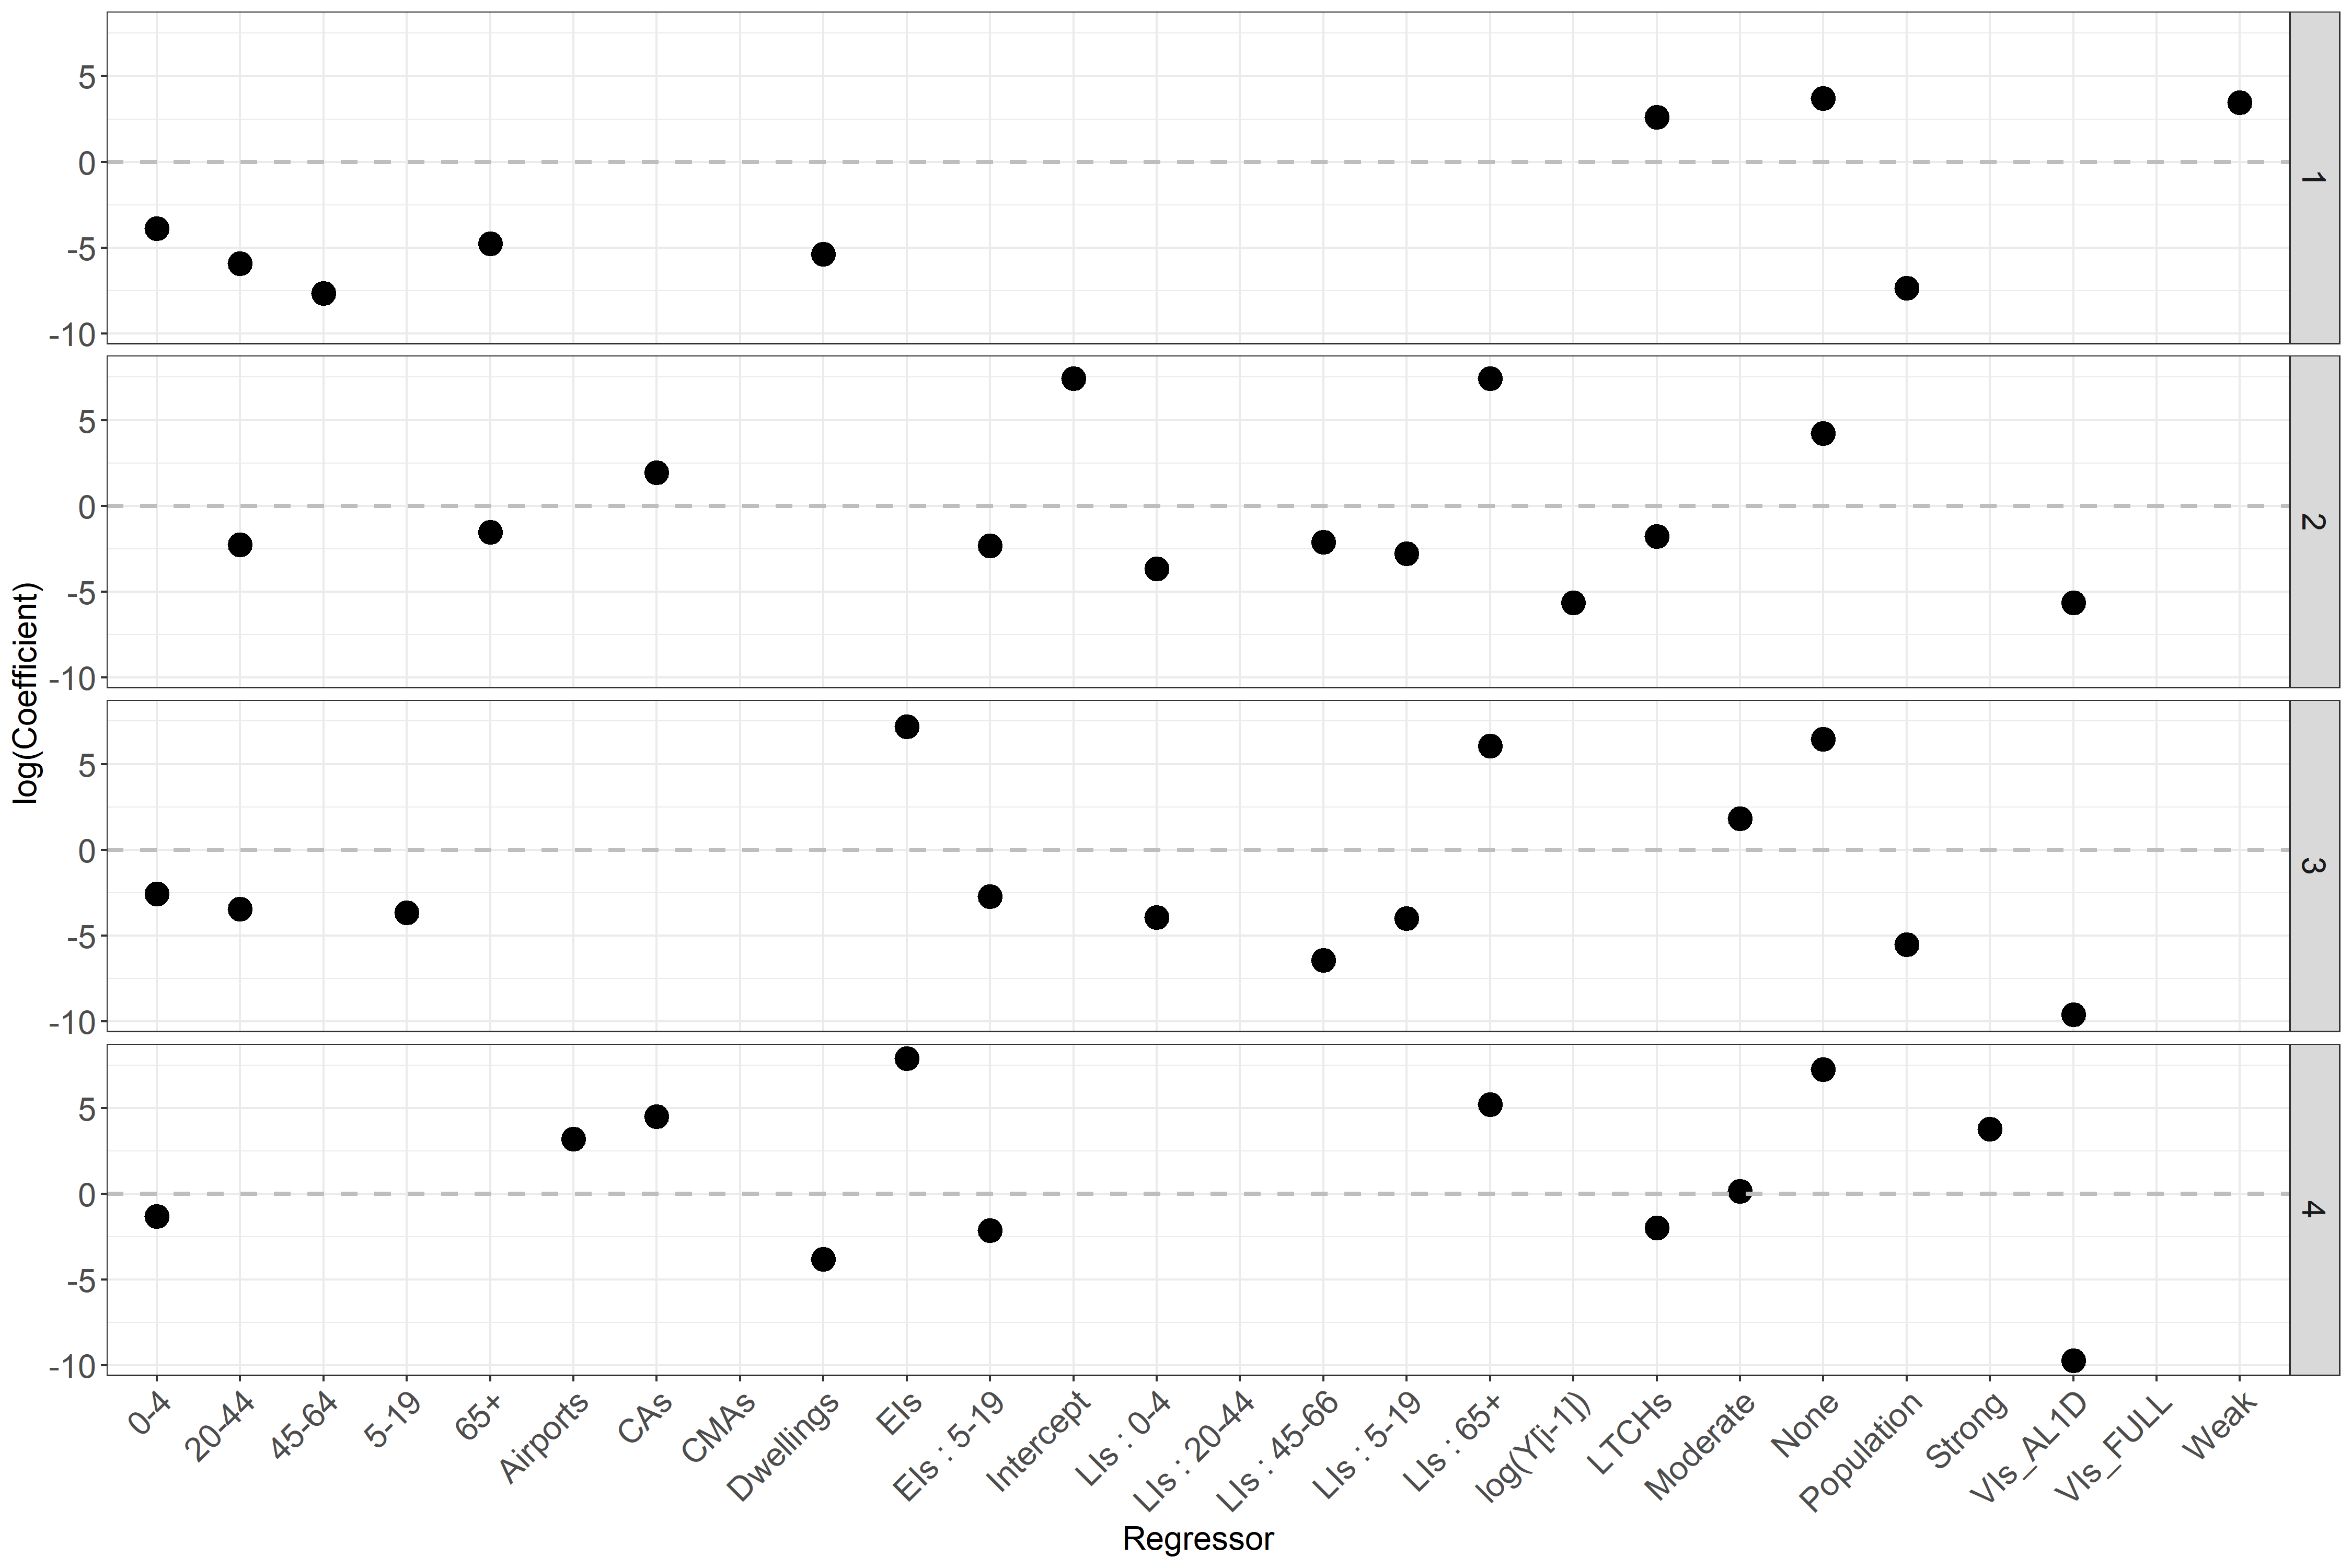 log(Coefficient)
5
0
-5
-10
1
5
0
-5
-10
2
5
0
-5
-10
3
5
0
-5
-10
4
0-4
20-44
45-64
5-19
65+
Airports
CAs
CMAs
Dwellings
EIs
EIs : 5-19
Intercept
LIs : 0-4
LIs : 20-44
LIs : 45-66
LIs : 5-19
LIs : 65+
log(Y[i-1])
LTCHs
Moderate
None
Population
Strong
VIs_AL1D
VIs_FULL
Weak
Regressor